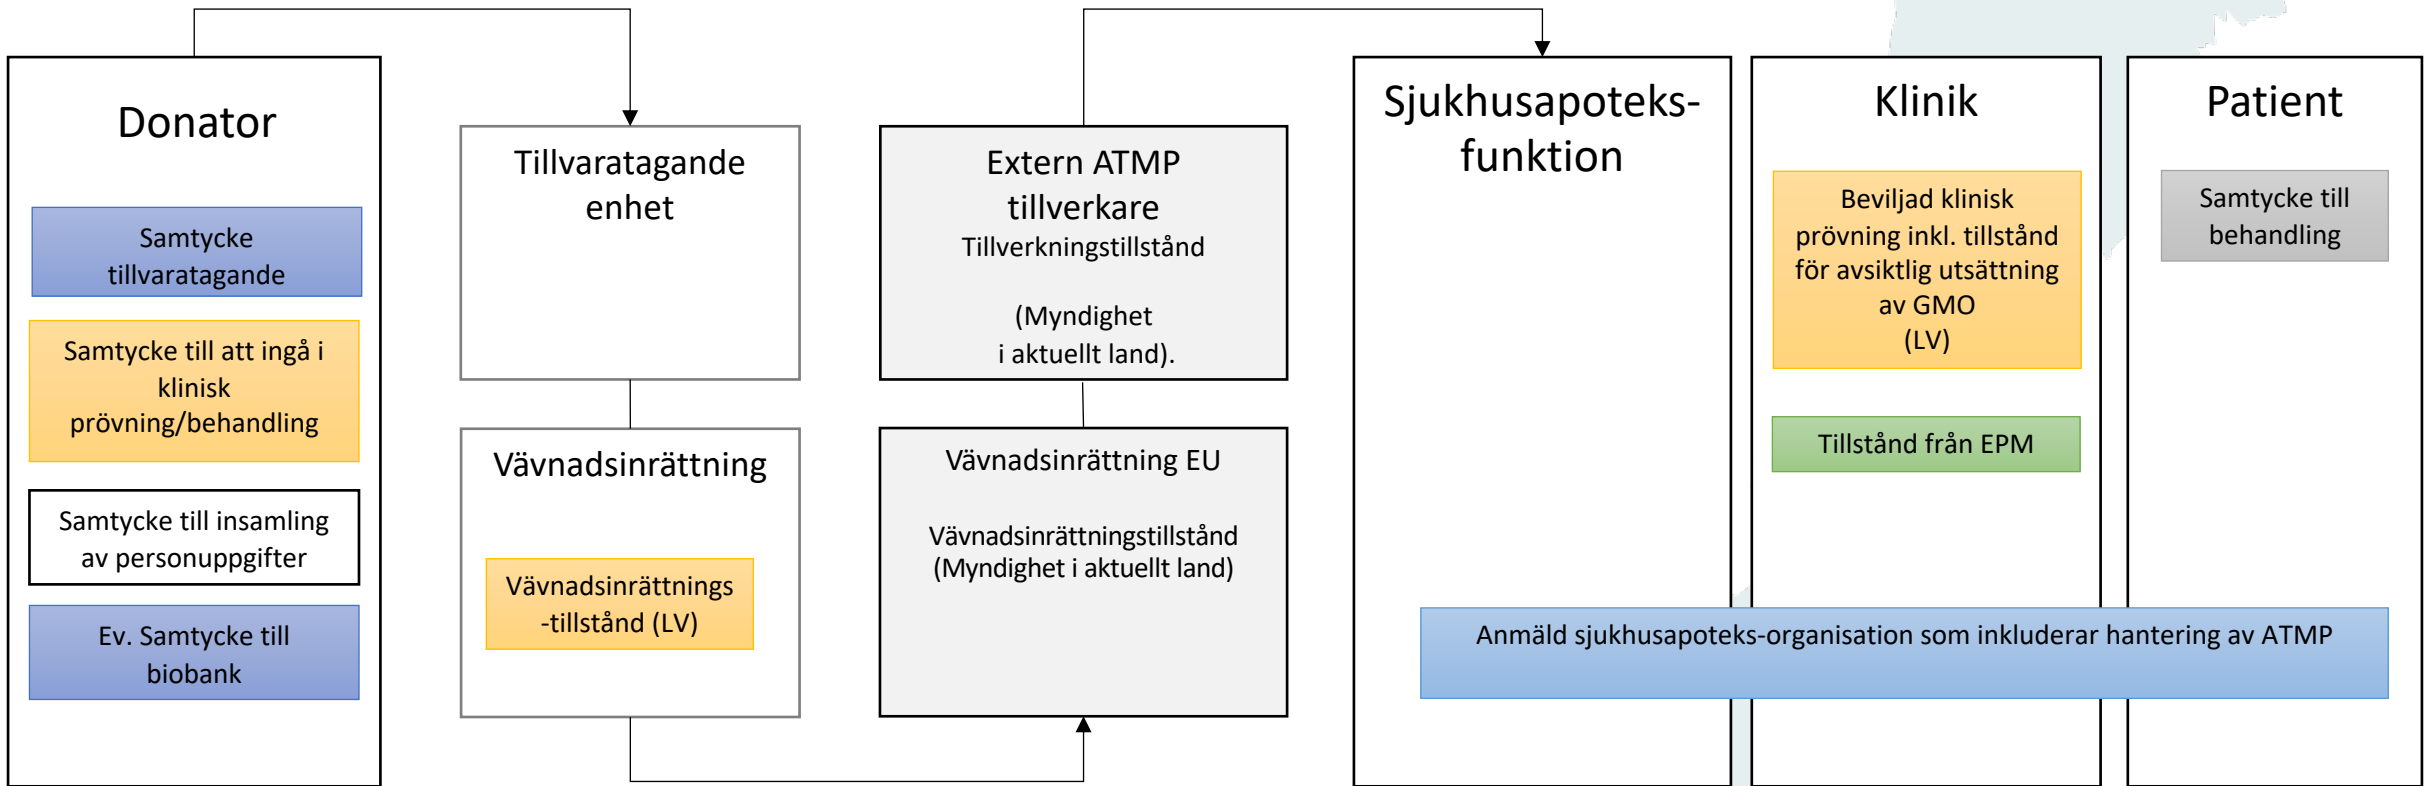 Donator
Samtycke
tillvaratagande
Samtycke till att ingå i
klinisk
prövning/behandling
Samtycke till insamling
av personuppgifter
Ev. Samtycke till
biobank
Tillvaratagande
enhet
Vävnadsinrättning
Vävnadsinrättnings
-tillstånd (LV)
Extern ATMP
tillverkare
Tillverkningstillstånd
(Myndighet
i aktuellt land).
Vävnadsinrättning EU
Vävnadsinrättningstillstånd
(Myndighet i aktuellt land)
Sjukhusapoteks-
funktion
Klinik
Beviljad klinisk
prövning inkl. tillstånd
för avsiktlig utsättning
av GMO
(LV)
Tillstånd från EPM
Patient
Samtycke till
behandling
Anmäld sjukhusapoteks-organisation som inkluderar hantering av ATMP